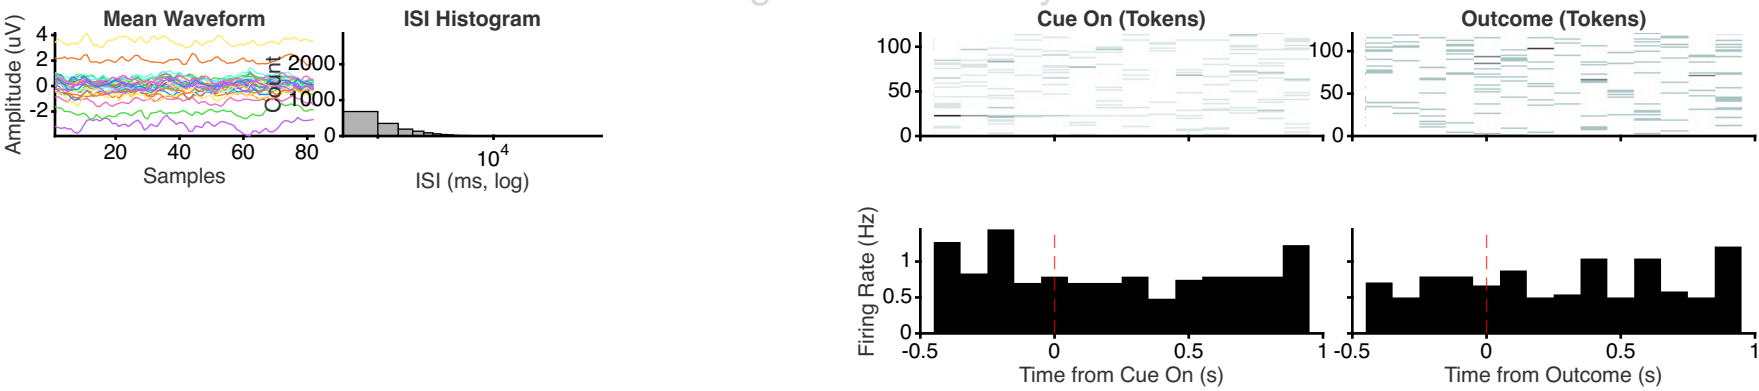 Mean Waveform
Amplitude (uV)
4
2
0
-2
20
40
60
80
Samples
ISI Histogram
Count
2000
1000
0
10^4
ISI (ms, log)
Cue On (Tokens)
100
50
0
Outcome (Tokens)
100
50
0
Firing Rate (Hz)
1
0.5
0
-0.5
0
0.5
1
Time from Cue On (s)
-0.5
0
0.5
1
Time from Outcome (s)